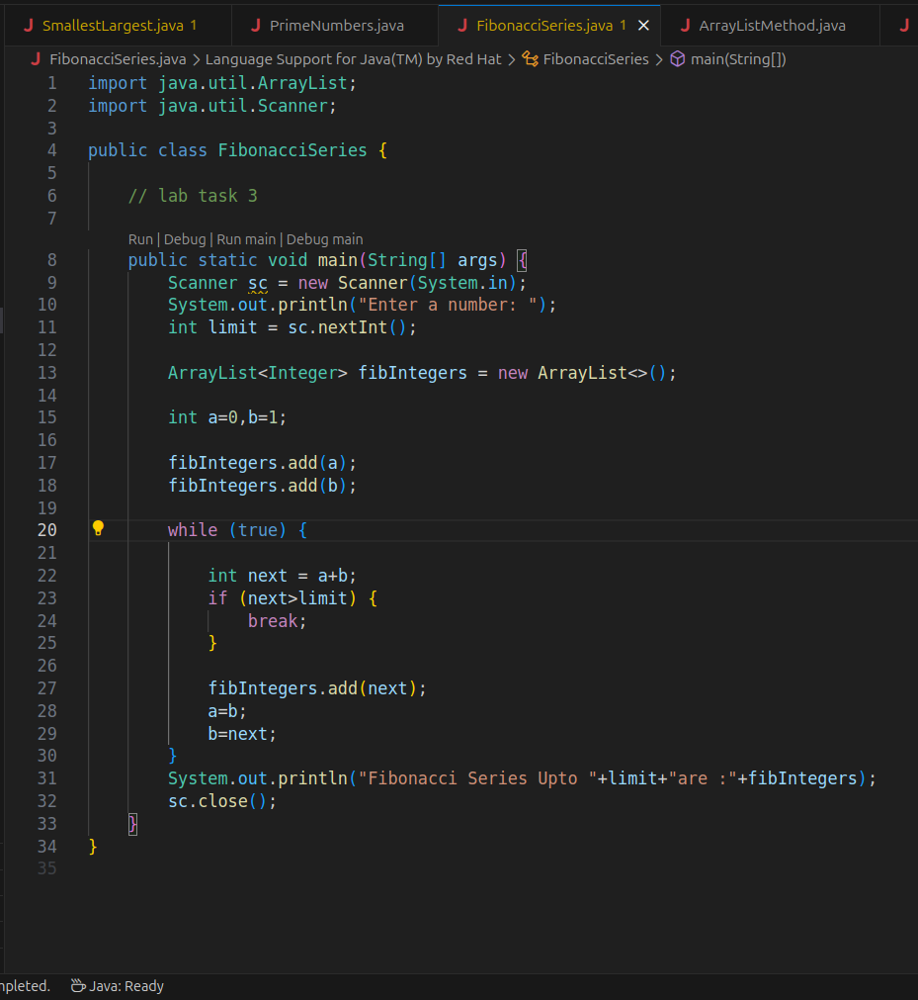 SmallestLargest.java 1 PrimeNumbers.java FibonacciSeries.java 1 ArrayListMethod.java
FibonacciSeries.java > Language Support for Java(TM) by Red Hat > FibonacciSeries > main(String[])
1 import java.util.ArrayList;
2 import java.util.Scanner;
3
4 public class FibonacciSeries {
5
6 // lab task 3
7
Run | Debug | Run main | Debug main
8 public static void main(String[] args) {
9 Scanner sc = new Scanner(System.in);
10 System.out.println("Enter a number: ");
11 int limit = sc.nextInt();
12
13 ArrayList<Integer> fibIntegers = new ArrayList<>();
14
15 int a=0,b=1;
16
17 fibIntegers.add(a);
18 fibIntegers.add(b);
19
20 while (true) {
21
22 int next = a+b;
23 if (next>limit) {
24 break;
25 }
26
27 fibIntegers.add(next);
28 a=b;
29 b=next;
30 }
31 System.out.println("Fibonacci Series Upto "+limit+"are :"+fibIntegers);
32 sc.close();
33 }
34 }
35
npleted. Java: Ready